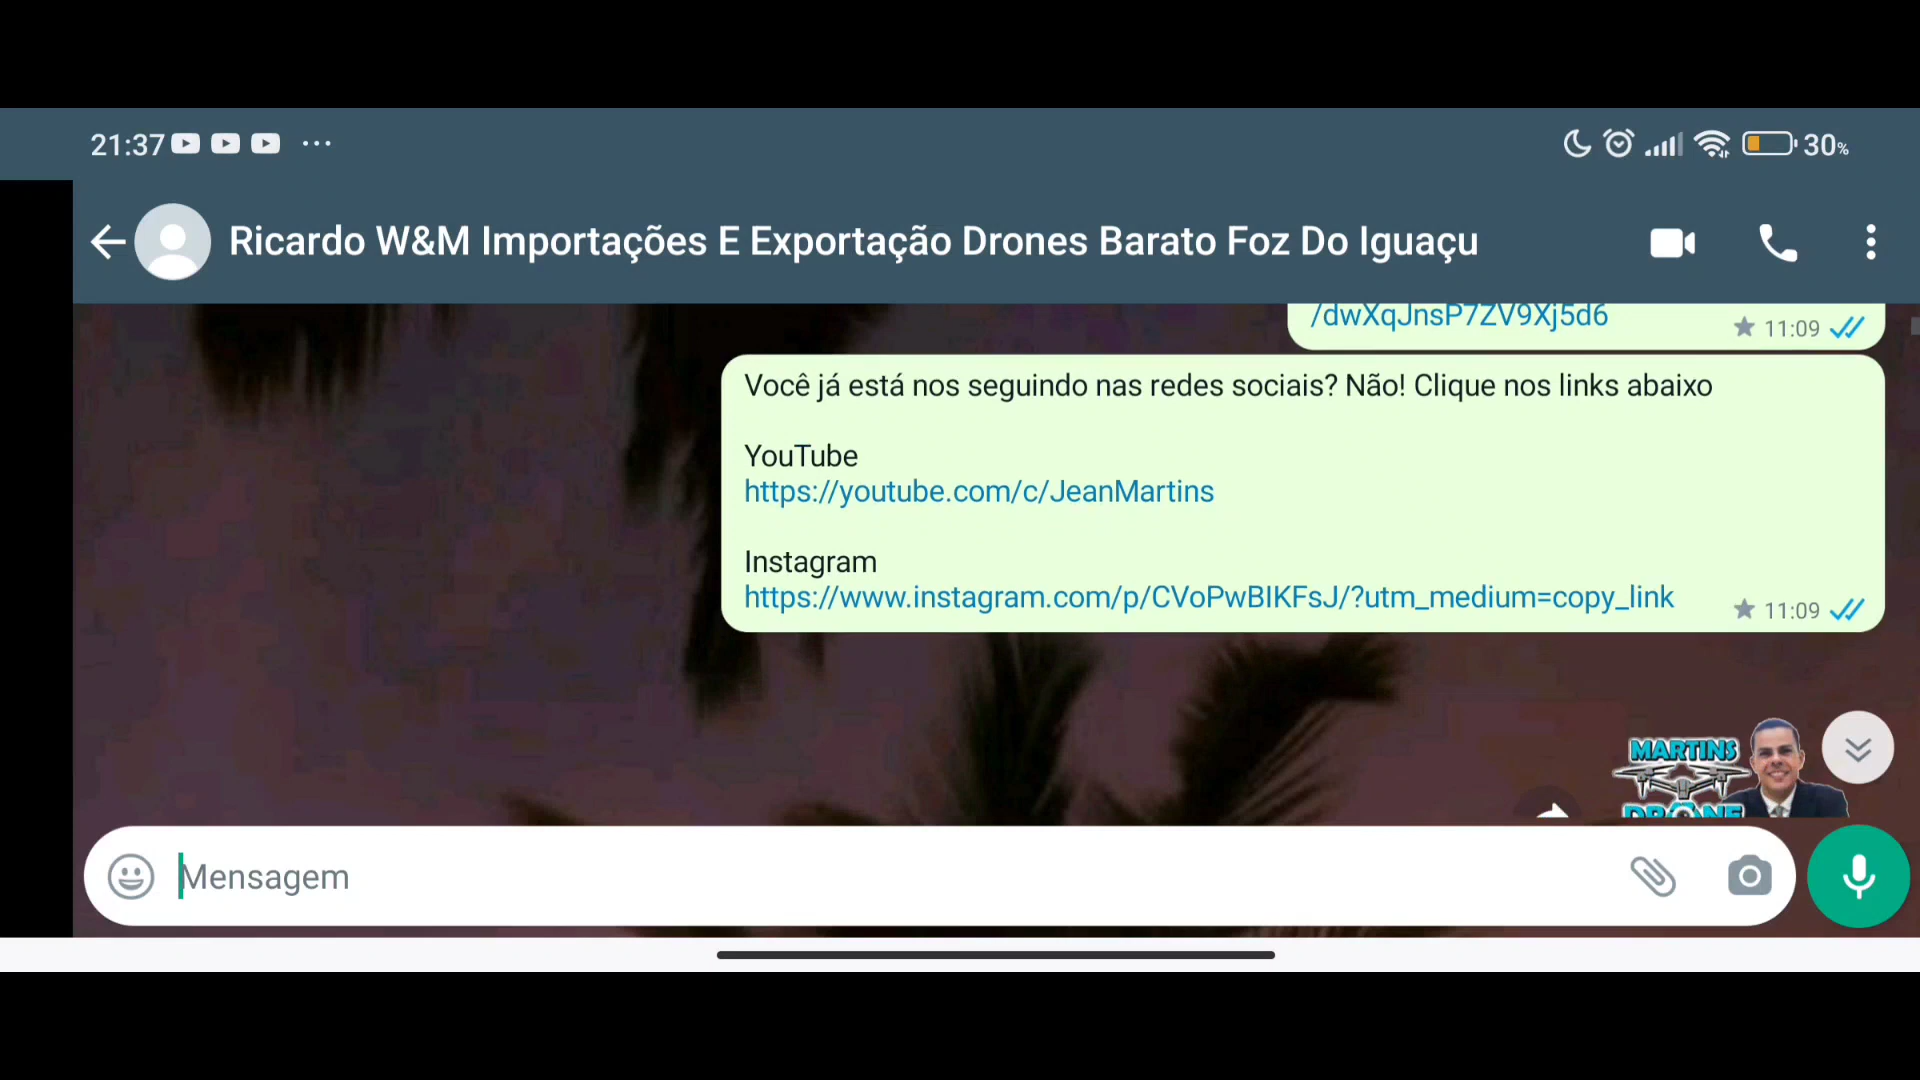 21:37
30%
Ricardo W&M Importações E Exportação Drones Barato Foz Do Iguaçu
/dwXqJnsP7ZV9Xj5d6
11:09
Você já está nos seguindo nas redes sociais? Não! Clique nos links abaixo
YouTube
https://youtube.com/c/JeanMartins
Instagram
https://www.instagram.com/p/CVoPwBIKFsJ/?utm_medium=copy_link
11:09
MARTINS
DRONE
Mensagem